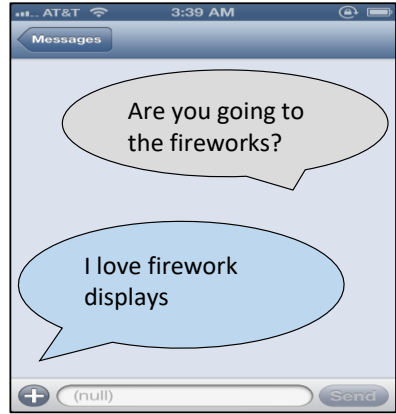 AT&T 3:39 AM
Messages
Are you going to
the fireworks?
I love firework
displays
(null)
Send